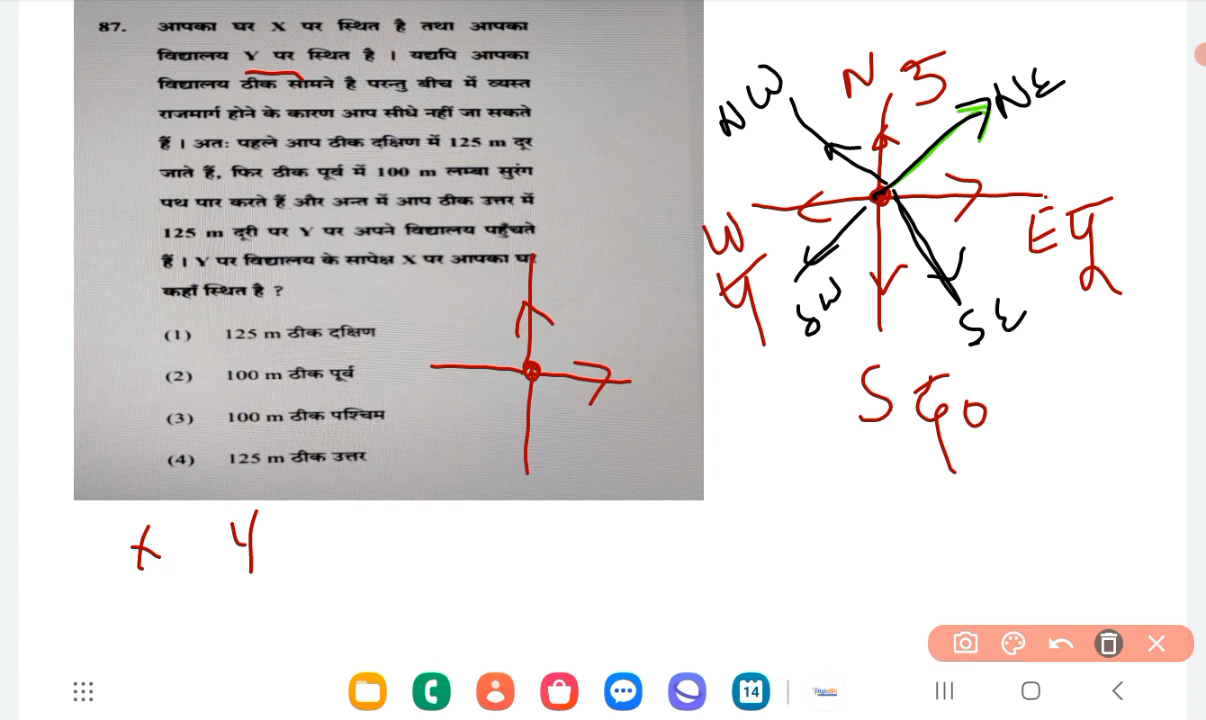 87. आपका घर X पर स्थित है तथा आपका
विद्यालय Y पर स्थित है । यद्यपि आपका
विद्यालय ठीक सामने है परन्तु बीच में व्यस्त
राजमार्ग होने के कारण आप सीधे नहीं जा सकते
हैं । अतः पहले आप ठीक दक्षिण में 125 m दूर
जाते हैं, फिर ठीक पूर्व में 100 m लम्बा सुरंग
पथ पार करते हैं और अन्त में आप ठीक उत्तर में
125 m दूरी पर Y पर अपने विद्यालय पहुँचते
हैं । Y पर विद्यालय के सापेक्ष X पर आपका घर
कहाँ स्थित है ?
(1) 125 m ठीक दक्षिण
(2) 100 m ठीक पूर्व
(3) 100 m ठीक पश्चिम
(4) 125 m ठीक उत्तर
N उ
NW
NE
W
प
E पू
SW
SE
S द०
X Y
14